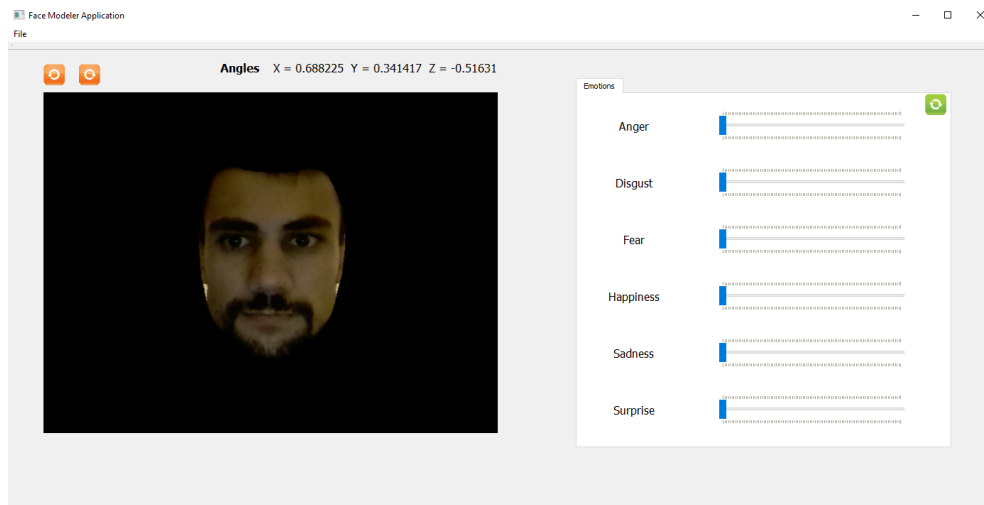 Face Modeler Application
File
Angles X = 0.688225 Y = 0.341417 Z = -0.51631
Emotions
Anger
Disgust
Fear
Happiness
Sadness
Surprise